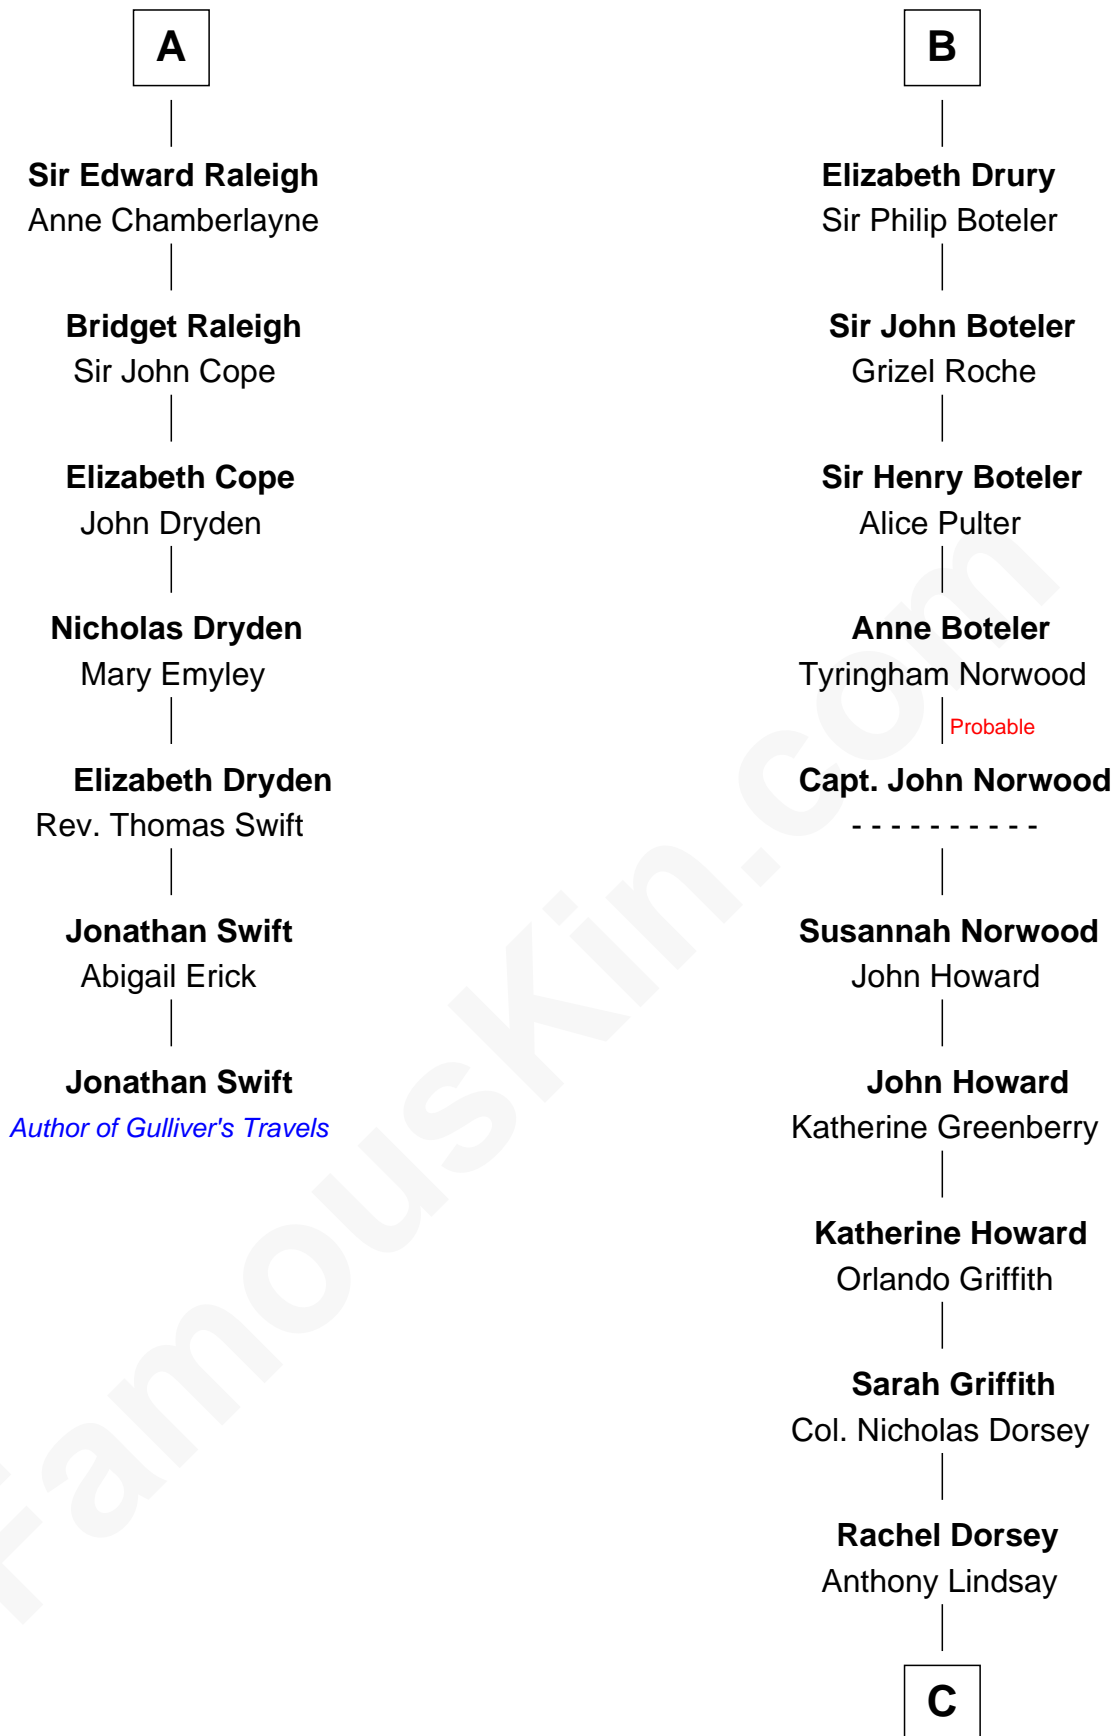 A
Sir Edward Raleigh
Anne Chamberlayne
Bridget Raleigh
Sir John Cope
Elizabeth Cope
John Dryden
Nicholas Dryden
Mary Emyley
Elizabeth Dryden
Rev. Thomas Swift
Jonathan Swift
Abigail Erick
Jonathan Swift
Author of Gulliver's Travels
B
Elizabeth Drury
Sir Philip Boteler
Sir John Boteler
Grizel Roche
Sir Henry Boteler
Alice Pulter
Anne Boteler
Tyringham Norwood
Probable
Capt. John Norwood
- - - - - - - - - -
Susannah Norwood
John Howard
John Howard
Katherine Greenberry
Katherine Howard
Orlando Griffith
Sarah Griffith
Col. Nicholas Dorsey
Rachel Dorsey
Anthony Lindsay
C
FamousKin.com